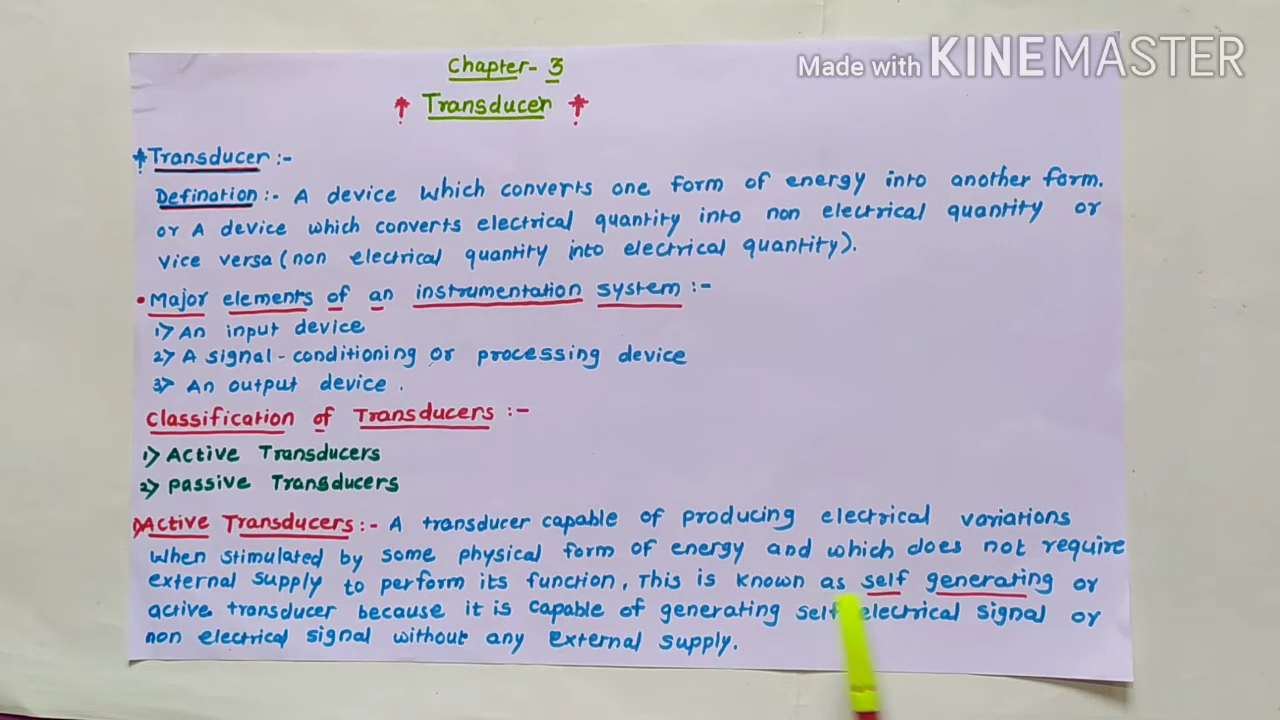 Made with KINEMASTER
Chapter-3
Transducer
Transducer :-
Defination :- A device which converts one form of energy into another form.
or A device which converts electrical quantity into non electrical quantity or
vice versa (non electrical quantity into electrical quantity).
• Major elements of an instrumentation system :-
1) An input device
2) A signal-conditioning or processing device
3) An output device.
Classification of Transducers :-
1) Active Transducers
2) Passive Transducers
1) Active Transducers :- A transducer capable of producing electrical variations
when stimulated by some physical form of energy and which does not require
external supply to perform its function, This is known as self generating or
active transducer because it is capable of generating self electrical signal or
non electrical signal without any external supply.